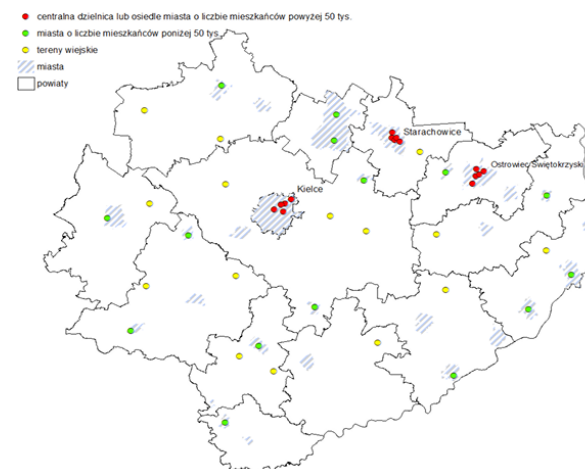 centralna dzielnica lub osiedle miasta o liczbie mieszkańców powyżej 50 tys.
miasta o liczbie mieszkańców poniżej 50 tys.
tereny wiejskie
miasta
powiaty
Starachowice
Ostrowiec Świętokrzyski
Kielce